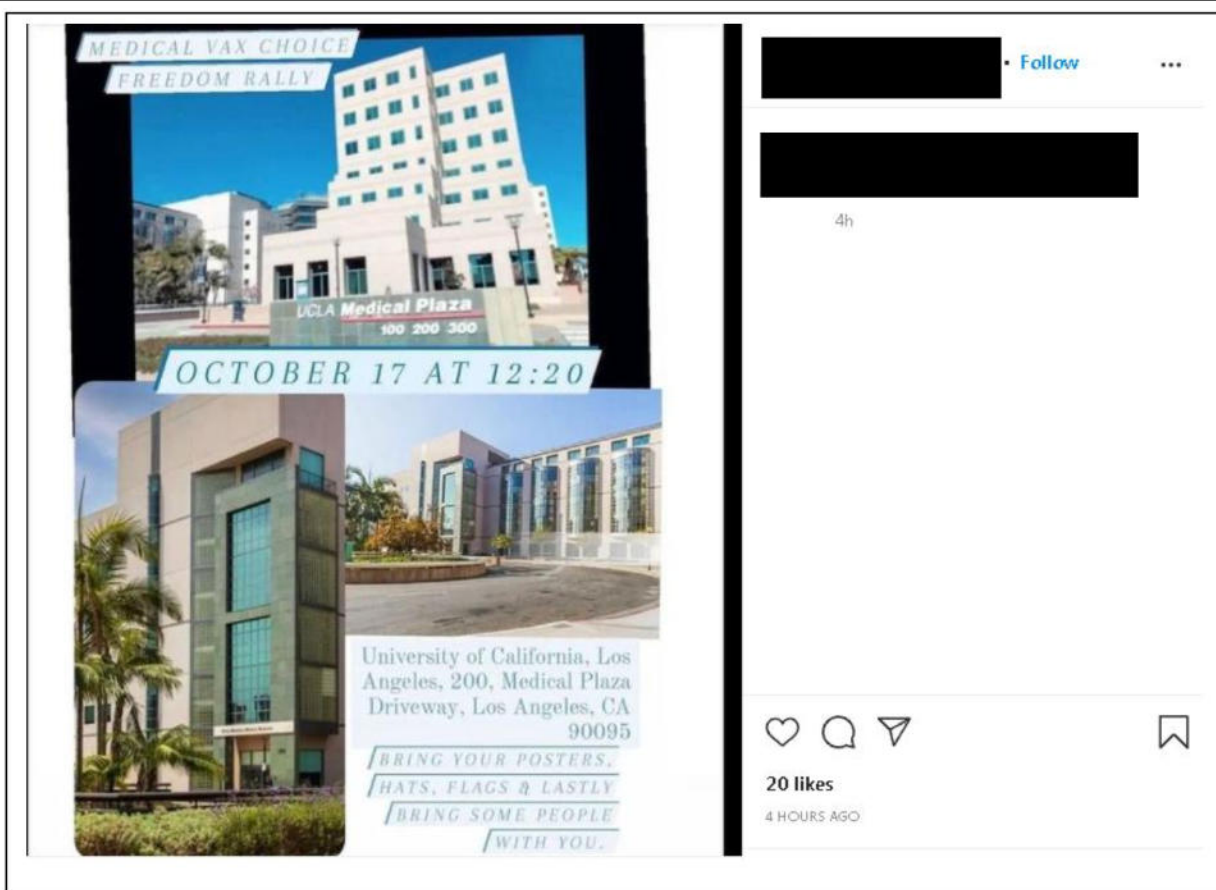 MEDICAL VAX CHOICE
FREEDOM RALLY
UCLA Medical Plaza
100 200 300
OCTOBER 17 AT 12:20
University of California, Los
Angeles, 200, Medical Plaza
Driveway, Los Angeles, CA
90095
BRING YOUR POSTERS,
HATS, FLAGS & LASTLY
BRING SOME PEOPLE
WITH YOU.
• Follow
4h
20 likes
4 HOURS AGO